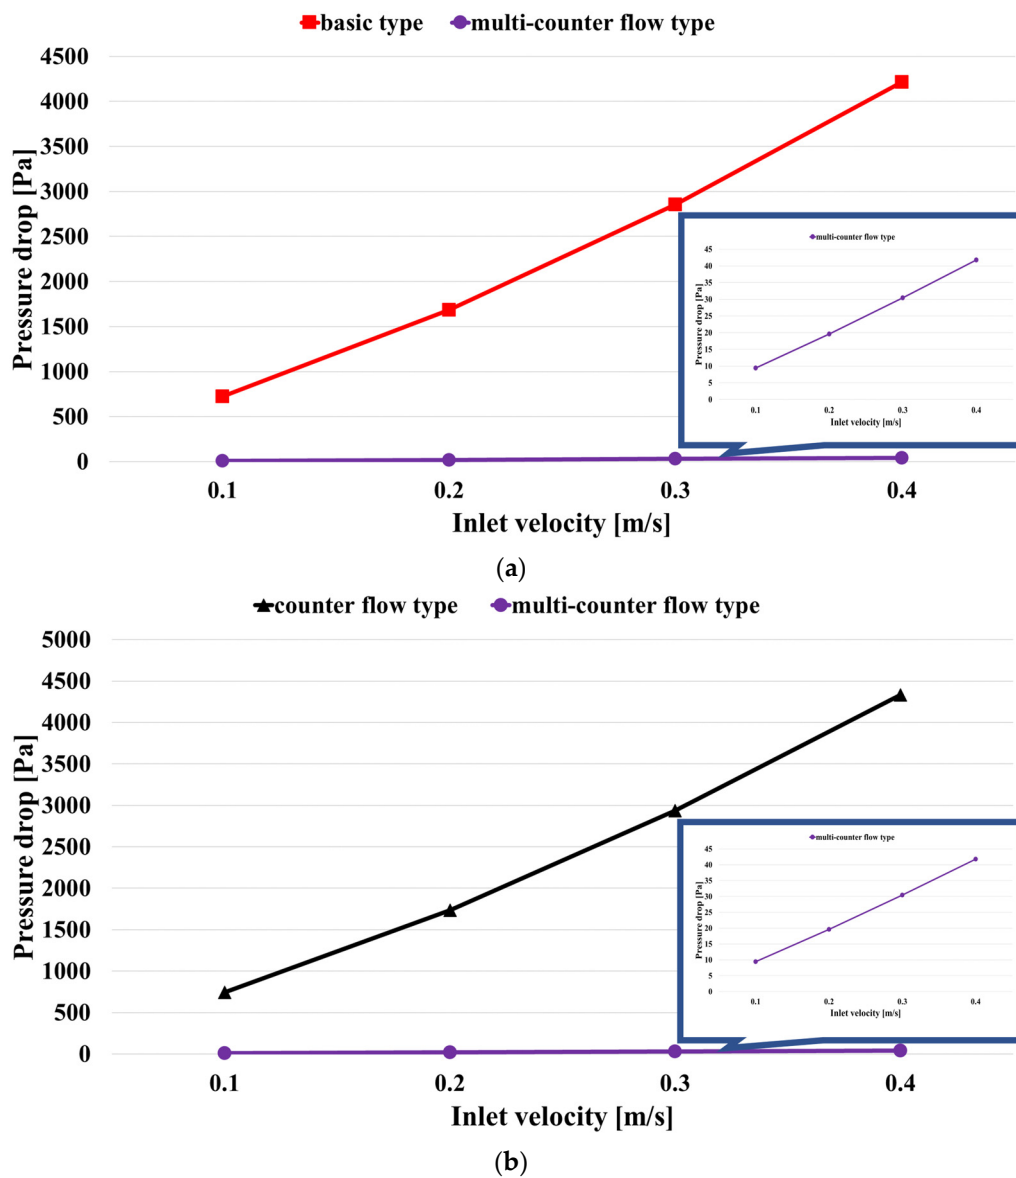 basic type multi-counter flow type
4500
4000
3500
3000
2500
2000
1500
1000
500
0
Pressure drop [Pa]
0.1 0.2 0.3 0.4
Inlet velocity [m/s]
multi-counter flow type
45
40
35
30
25
20
15
10
5
0
Pressure drop [Pa]
0.1 0.2 0.3 0.4
Inlet velocity [m/s]
(a)
counter flow type multi-counter flow type
5000
4500
4000
3500
3000
2500
2000
1500
1000
500
0
Pressure drop [Pa]
0.1 0.2 0.3 0.4
Inlet velocity [m/s]
multi-counter flow type
45
40
35
30
25
20
15
10
5
0
Pressure drop [Pa]
0.1 0.2 0.3 0.4
Inlet velocity [m/s]
(b)